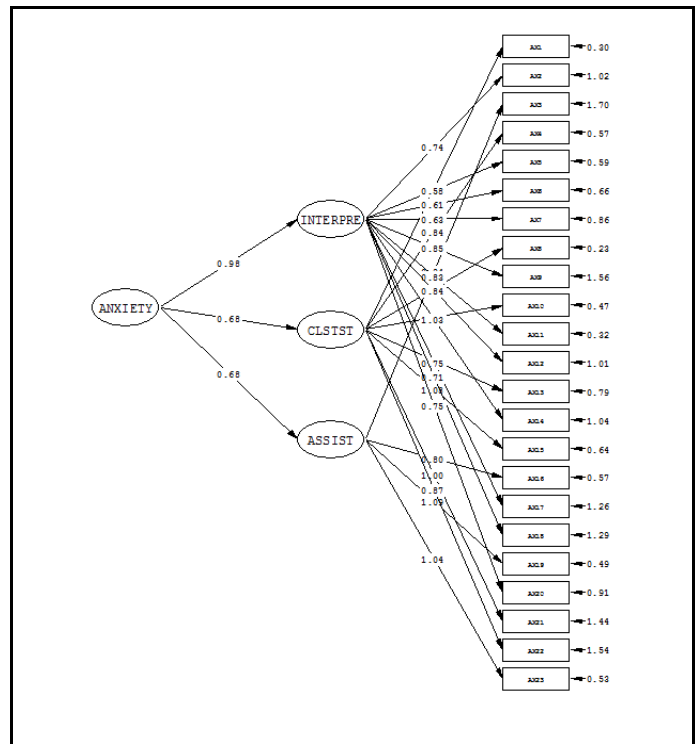 AX1 0.30
AX2 1.02
AX3 1.70
AX4 0.57
AX5 0.59
AX6 0.66
AX7 0.86
AX8 0.23
AX9 1.56
AX10 0.47
AX11 0.32
AX12 1.01
AX13 0.79
AX14 1.04
AX15 0.64
AX16 0.57
AX17 1.26
AX18 1.29
AX19 0.49
AX20 0.91
AX21 1.44
AX22 1.54
AX23 0.53
0.74
0.58
0.61
0.63
0.84
0.85
0.83
0.84
1.03
0.75
0.71
0.75
0.80
1.00
0.87
1.09
1.04
INTERPRE
CLSTST
ASSIST
0.98
0.68
0.68
ANXIETY